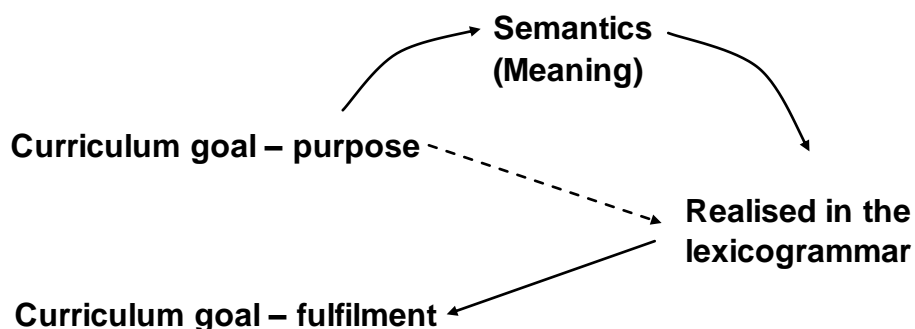 Semantics
(Meaning)
Curriculum goal – purpose
Realised in the
lexicogrammar
Curriculum goal – fulfilment